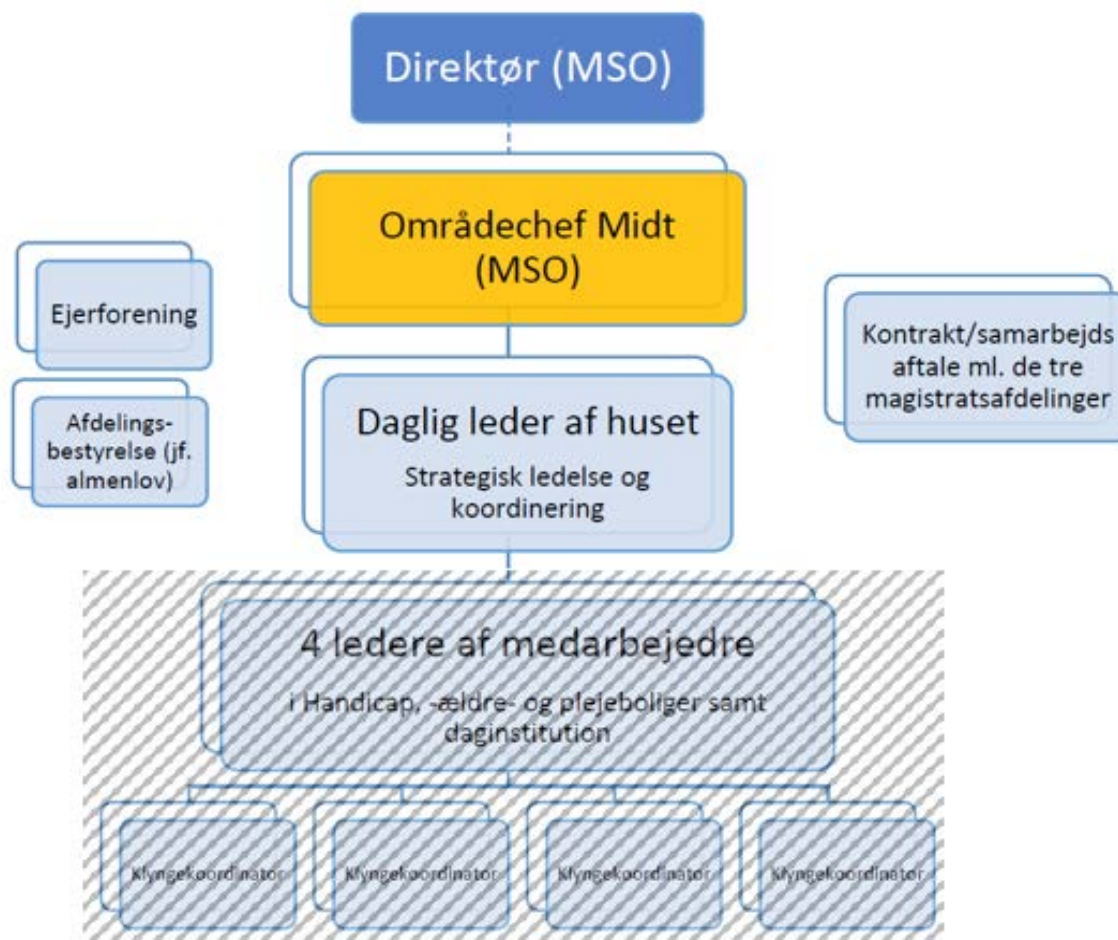 Direktør (MSO)
Områdechef Midt
(MSO)
Ejerforening
Afdelings-
bestyrelse (jf.
almenlov)
Daglig leder af huset
Strategisk ledelse og
koordinering
Kontrakt/samarbejds
aftale ml. de tre
magistratsafdelinger
4 ledere af medarbejedre
i Handicap, -ældre- og plejeboliger samt
daginstitution
Klyngekoordinator
Klyngekoordinator
Klyngekoordinator
Klyngekoordinator